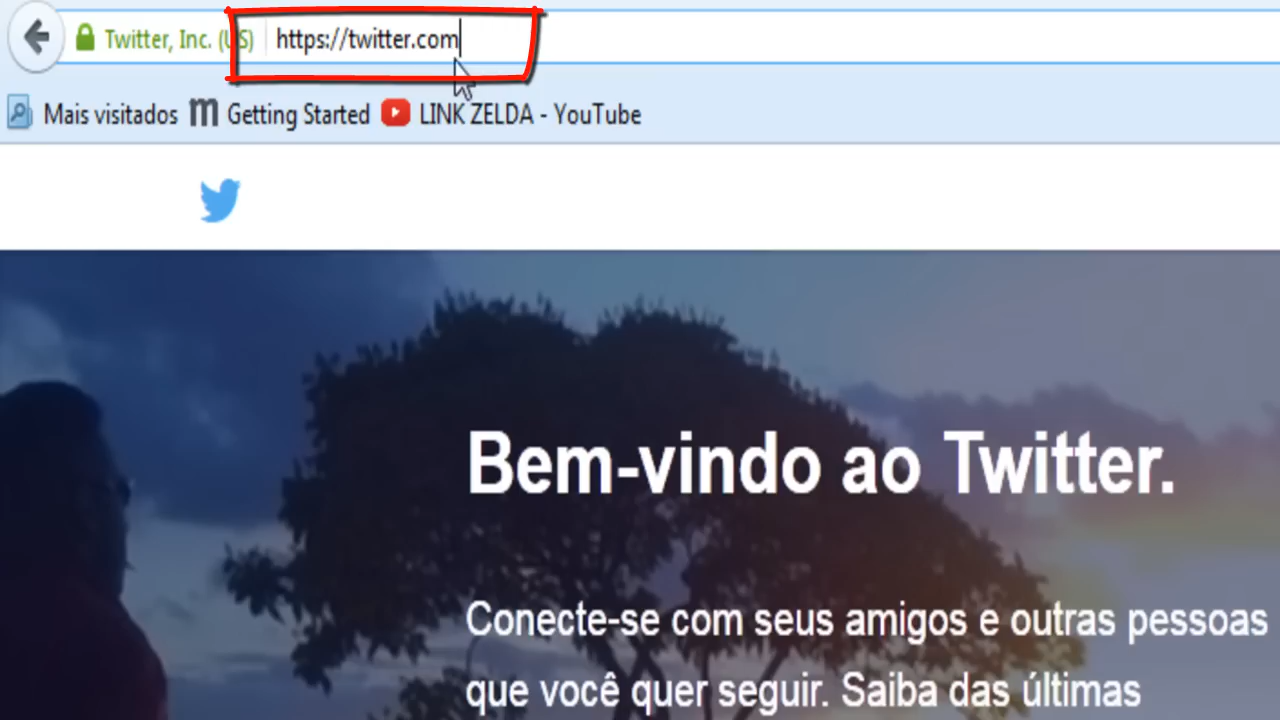 Twitter, Inc. (US) https://twitter.com
Mais visitados m Getting Started LINK ZELDA - YouTube
Bem-vindo ao Twitter.
Conecte-se com seus amigos e outras pessoas
que você quer seguir. Saiba das últimas